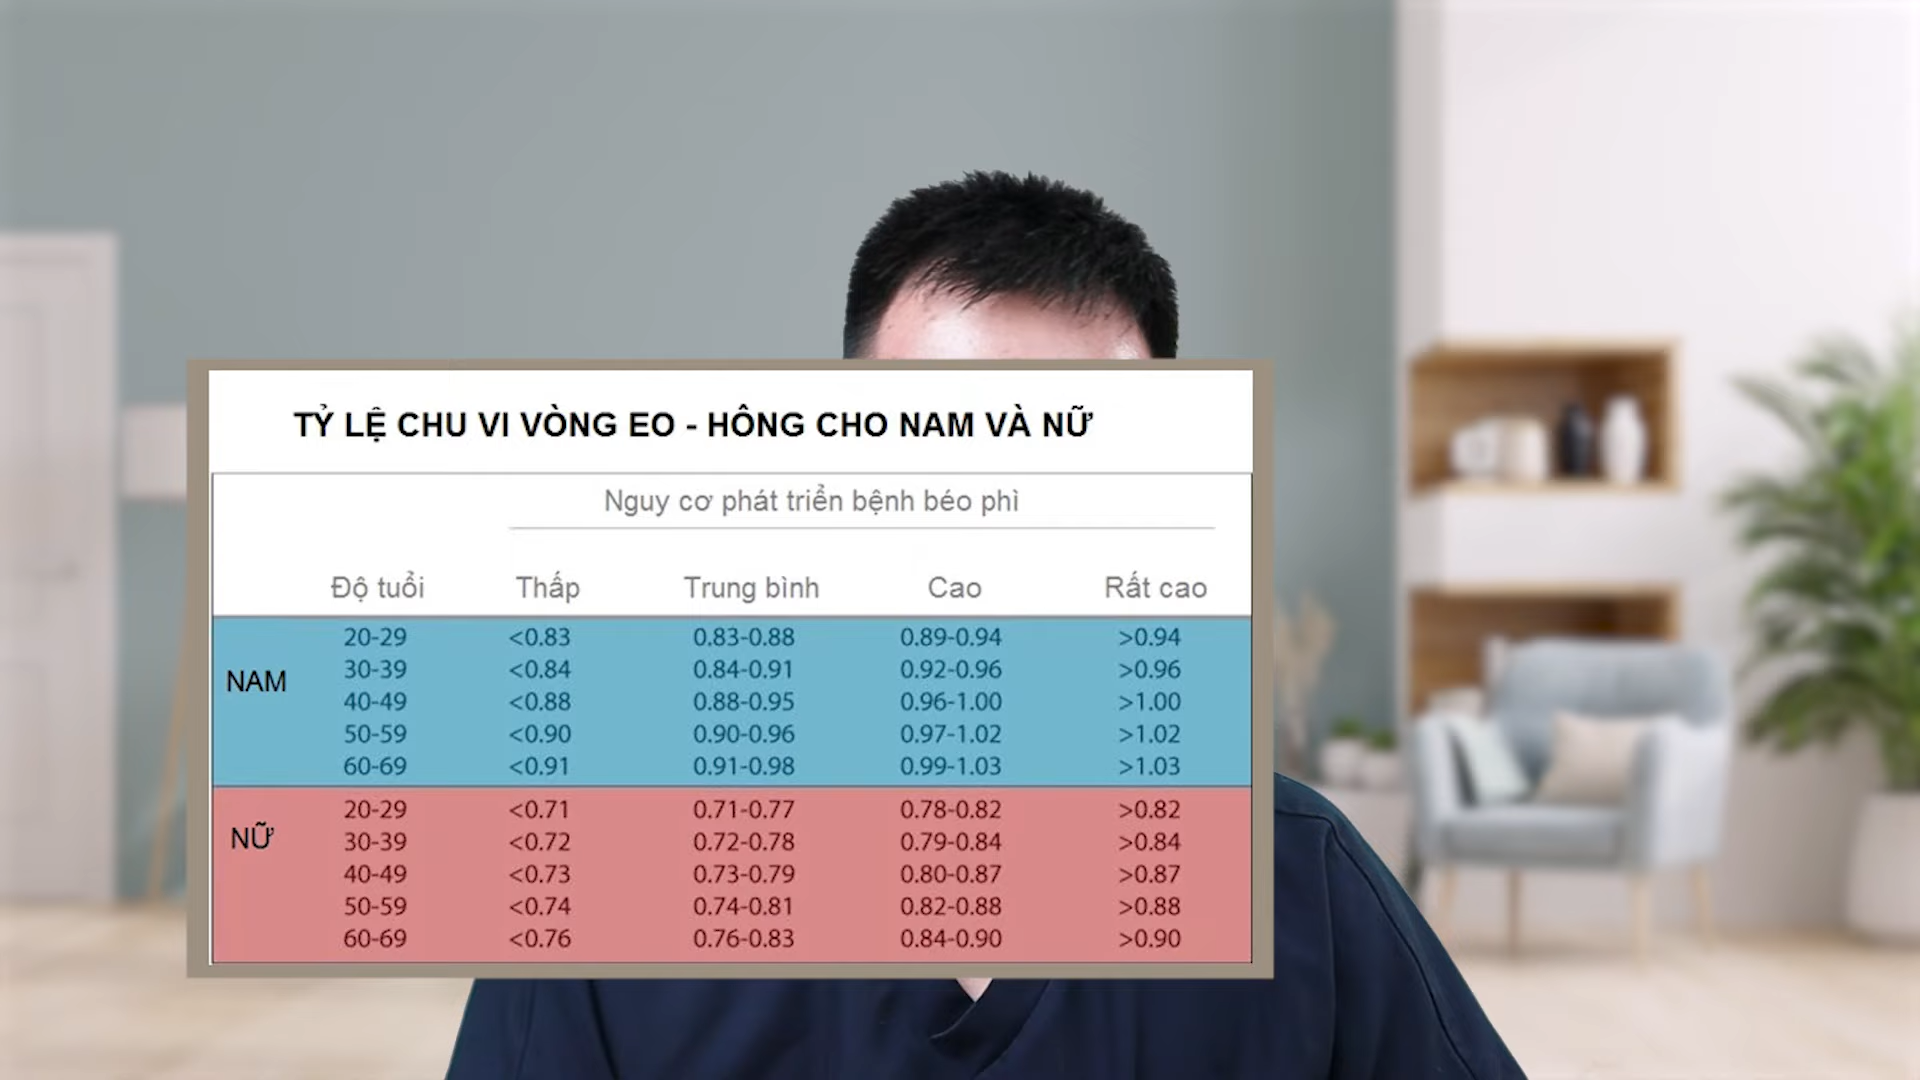 TỶ LỆ CHU VI VÒNG EO - HÔNG CHO NAM VÀ NỮ
Nguy cơ phát triển bệnh béo phì
Độ tuổi Thấp Trung bình Cao Rất cao
NAM
20-29 <0.83 0.83-0.88 0.89-0.94 >0.94
30-39 <0.84 0.84-0.91 0.92-0.96 >0.96
40-49 <0.88 0.88-0.95 0.96-1.00 >1.00
50-59 <0.90 0.90-0.96 0.97-1.02 >1.02
60-69 <0.91 0.91-0.98 0.99-1.03 >1.03
NỮ
20-29 <0.71 0.71-0.77 0.78-0.82 >0.82
30-39 <0.72 0.72-0.78 0.79-0.84 >0.84
40-49 <0.73 0.73-0.79 0.80-0.87 >0.87
50-59 <0.74 0.74-0.81 0.82-0.88 >0.88
60-69 <0.76 0.76-0.83 0.84-0.90 >0.90